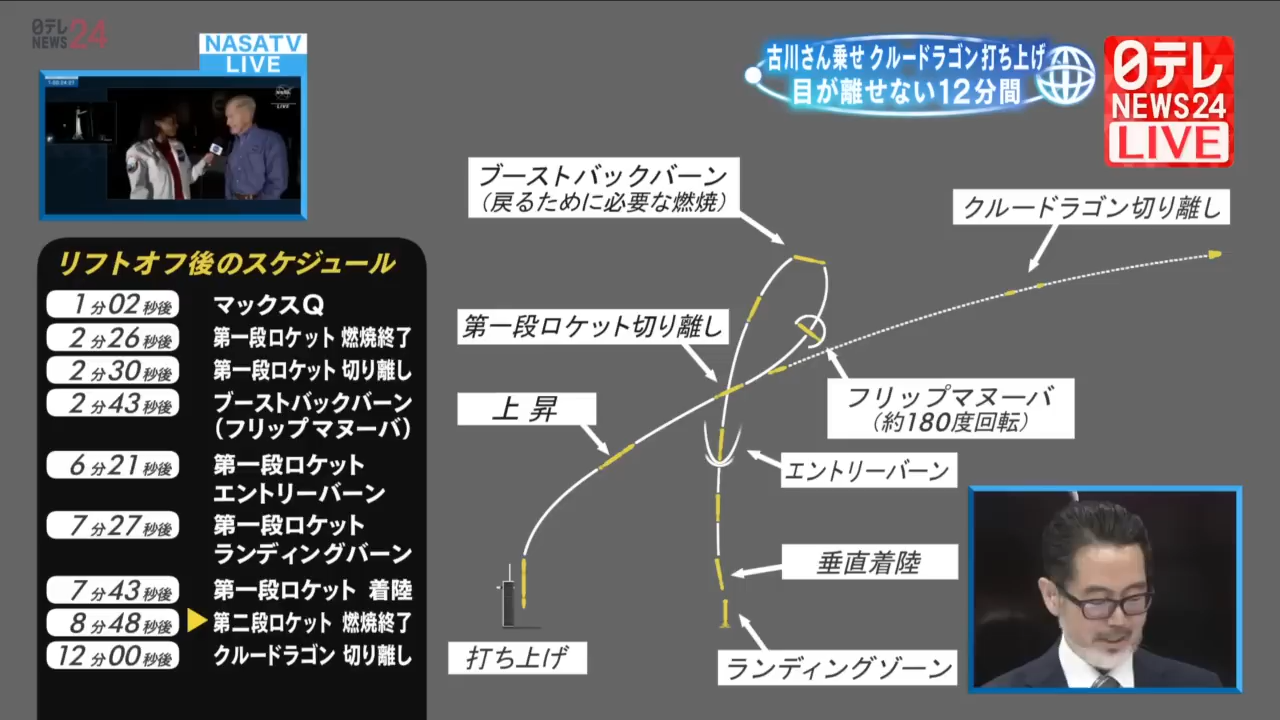 日テレ
NEWS24
NASATV
LIVE
LIVE
古川さん乗せ クルードラゴン打ち上げ
目が離せない12分間
日テレ
NEWS24
LIVE
リフトオフ後のスケジュール
1分02秒後 マックスQ
2分26秒後 第一段ロケット 燃焼終了
2分30秒後 第一段ロケット 切り離し
2分43秒後 ブーストバックバーン
（フリップマヌーバ）
6分21秒後 第一段ロケット
エントリーバーン
7分27秒後 第一段ロケット
ランディングバーン
7分43秒後 第一段ロケット 着陸
8分48秒後 第二段ロケット 燃焼終了
12分00秒後 クルードラゴン 切り離し
ブーストバックバーン
（戻るために必要な燃焼）
クルードラゴン切り離し
第一段ロケット切り離し
フリップマヌーバ
（約180度回転）
上昇
エントリーバーン
垂直着陸
打ち上げ
ランディングゾーン